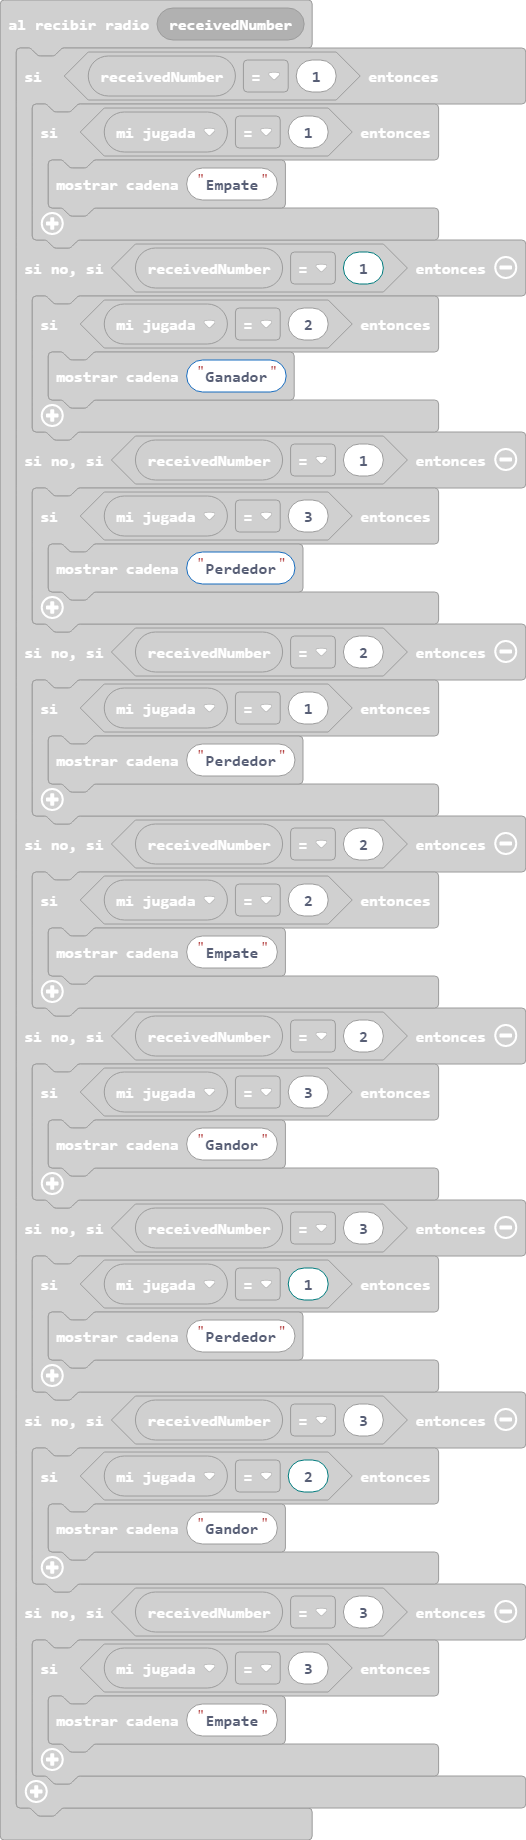 al recibir radio receivedNumber
si receivedNumber = 1 entonces
si mi jugada = 1 entonces
mostrar cadena "Empate"
si no, si receivedNumber = 1 entonces
si mi jugada = 2 entonces
mostrar cadena "Ganador"
si no, si receivedNumber = 1 entonces
si mi jugada = 3 entonces
mostrar cadena "Perdedor"
si no, si receivedNumber = 2 entonces
si mi jugada = 1 entonces
mostrar cadena "Perdedor"
si no, si receivedNumber = 2 entonces
si mi jugada = 2 entonces
mostrar cadena "Empate"
si no, si receivedNumber = 2 entonces
si mi jugada = 3 entonces
mostrar cadena "Gandor"
si no, si receivedNumber = 3 entonces
si mi jugada = 1 entonces
mostrar cadena "Perdedor"
si no, si receivedNumber = 3 entonces
si mi jugada = 2 entonces
mostrar cadena "Gandor"
si no, si receivedNumber = 3 entonces
si mi jugada = 3 entonces
mostrar cadena "Empate"